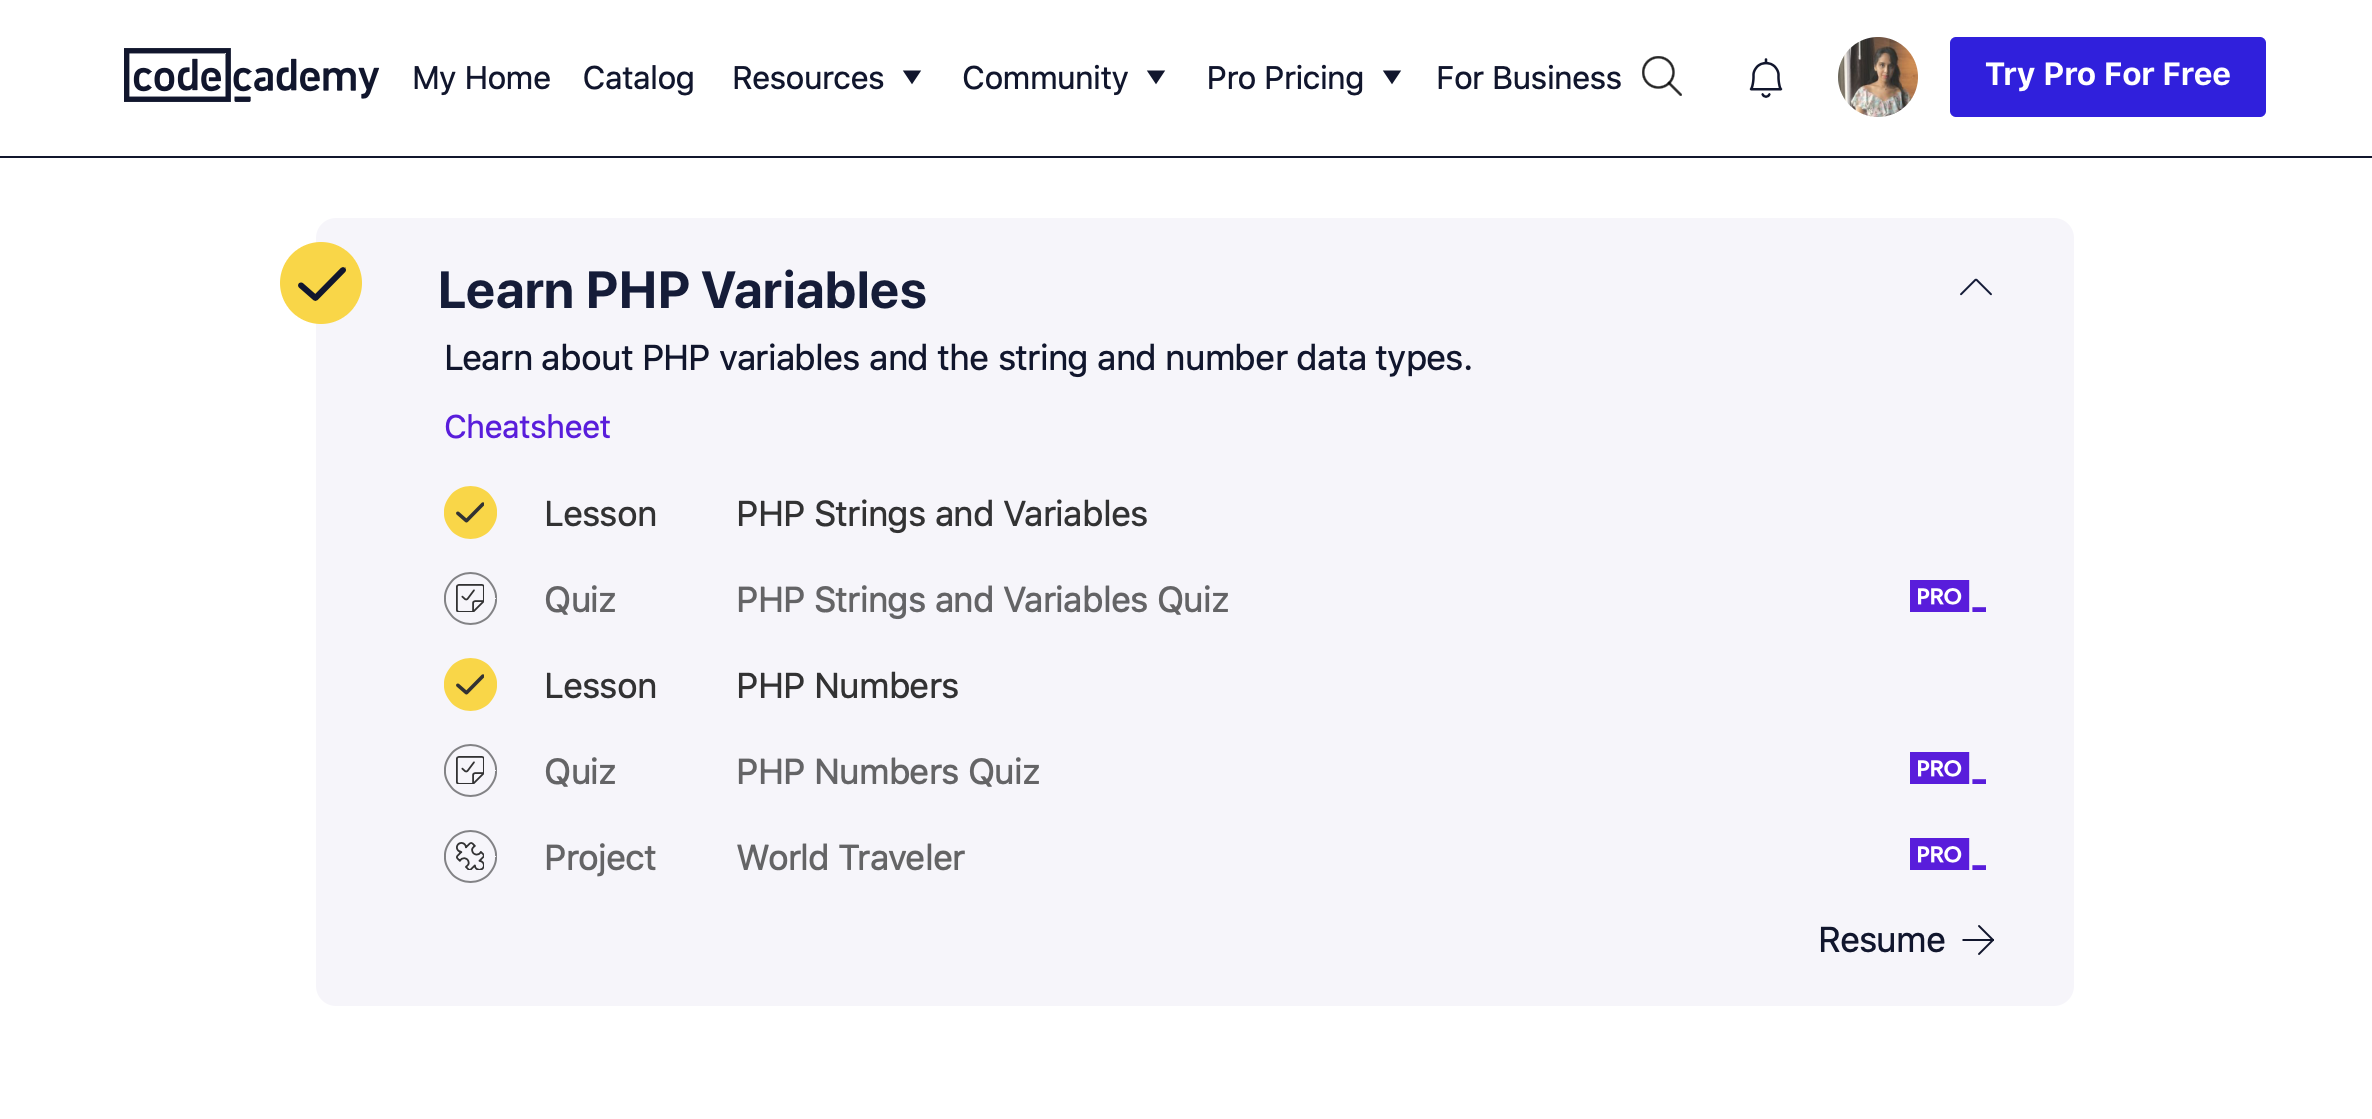 codecademy My Home Catalog Resources Community Pro Pricing For Business Try Pro For Free
Learn PHP Variables
Learn about PHP variables and the string and number data types.
Cheatsheet
Lesson PHP Strings and Variables
Quiz PHP Strings and Variables Quiz PRO
Lesson PHP Numbers
Quiz PHP Numbers Quiz PRO
Project World Traveler PRO
Resume